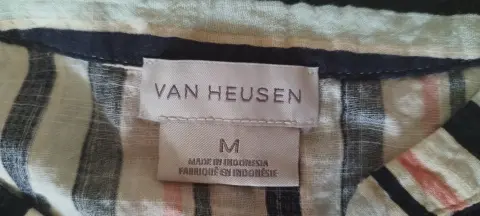 VAN HEUSEN
M
MADE IN INDONESIA
FABRIQUÉ EN INDONÉSIE